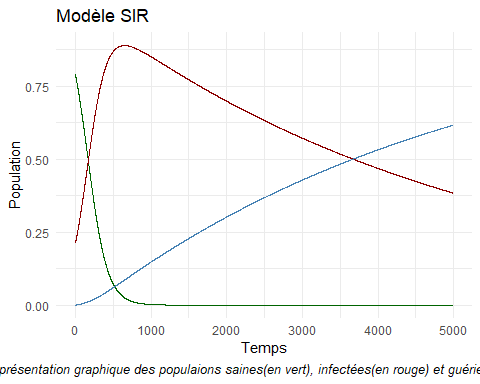 Modèle SIR
0.75
0.50
0.25
0.00
Population
0
1000
2000
3000
4000
5000
Temps
présentation graphique des populaions saines(en vert), infectées(en rouge) et guérie